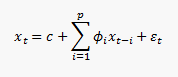 x_t = c + \sum_{i=1}^{p} \phi_i x_{t-i} + \varepsilon_t